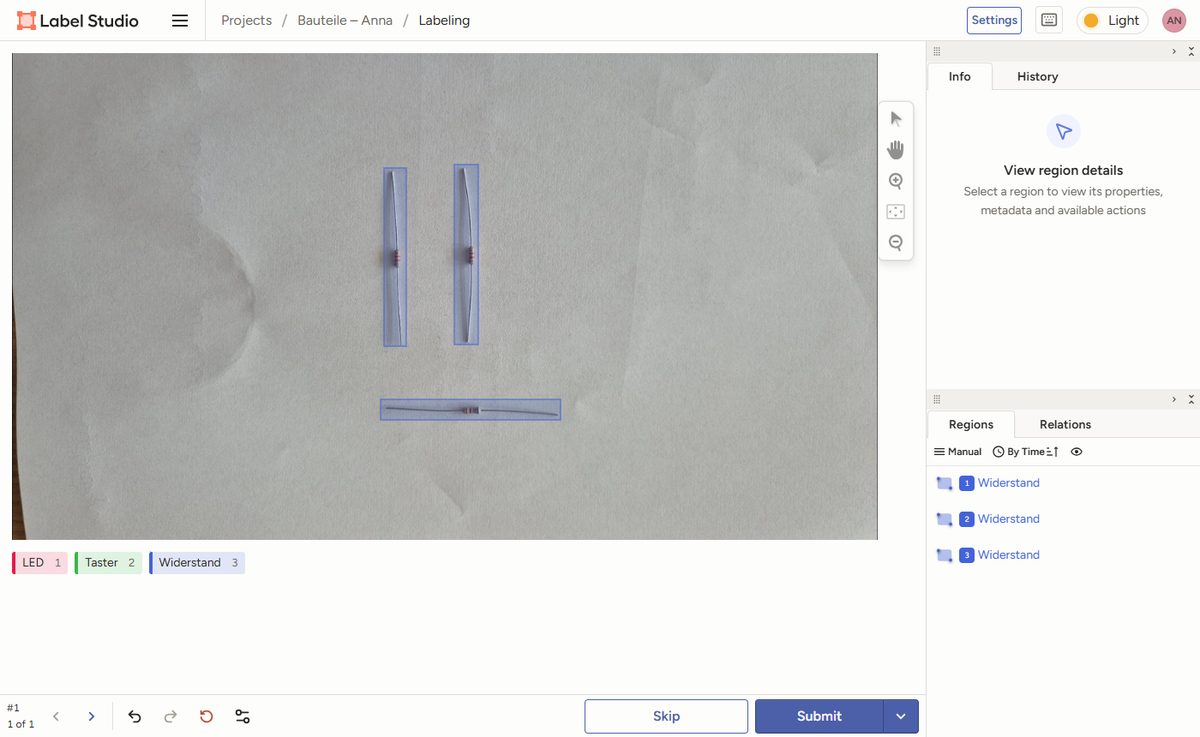 Label Studio
Projects / Bauteile – Anna / Labeling
Settings
Light
AN
Info
History
View region details
Select a region to view its properties,
metadata and available actions
Regions
Relations
Manual
By Time
1 Widerstand
2 Widerstand
3 Widerstand
LED 1
Taster 2
Widerstand 3
#1
1 of 1
Skip
Submit